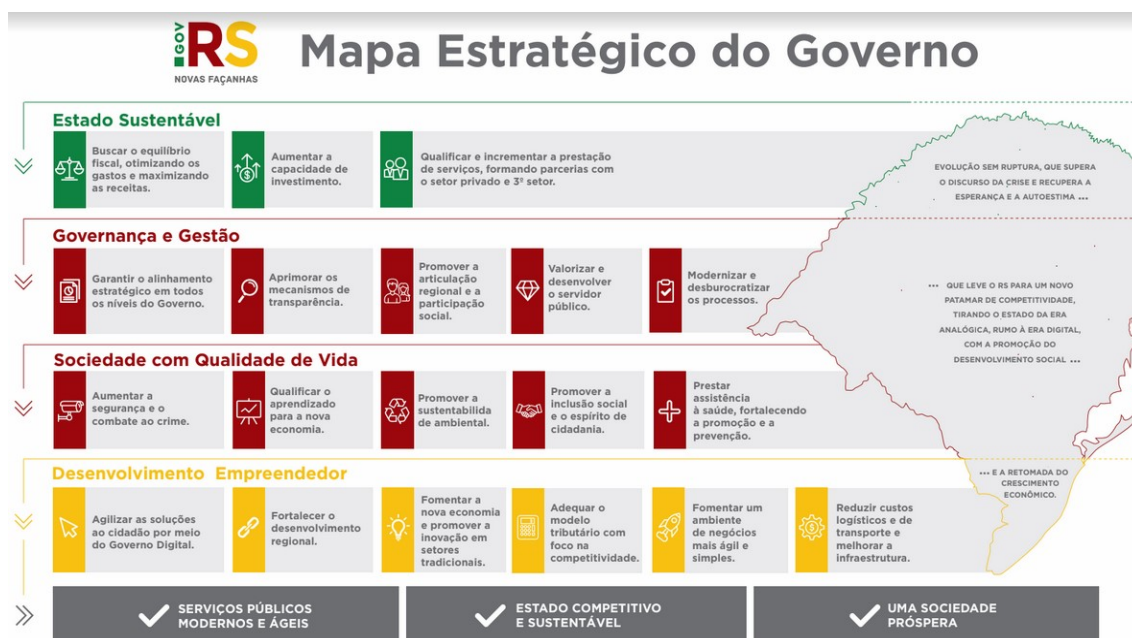 .GOV
RS
NOVAS FAÇANHAS
Mapa Estratégico do Governo
Estado Sustentável
Buscar o equilíbrio
fiscal, otimizando os
gastos e maximizando
as receitas.
Aumentar a
capacidade de
investimento.
Qualificar e incrementar a prestação
de serviços, formando parcerias com
o setor privado e 3º setor.
EVOLUÇÃO SEM RUPTURA, QUE SUPERA
O DISCURSO DA CRISE E RECUPERA A
ESPERANÇA E A AUTOESTIMA ...
Governança e Gestão
Garantir o alinhamento
estratégico em todos
os níveis do Governo.
Aprimorar os
mecanismos de
transparência.
Promover a
articulação
regional e a
participação
social.
Valorizar e
desenvolver
o servidor
público.
Modernizar e
desburocratizar
os processos.
... QUE LEVE O RS PARA UM NOVO
PATAMAR DE COMPETITIVIDADE,
TIRANDO O ESTADO DA ERA
ANALÓGICA, RUMO À ERA DIGITAL,
COM A PROMOÇÃO DO
DESENVOLVIMENTO SOCIAL ...
Sociedade com Qualidade de Vida
Aumentar a
segurança e o
combate ao crime.
Qualificar o
aprendizado
para a nova
economia.
Promover a
sustentabilida
de ambiental.
Promover a
inclusão social
e o espírito de
cidadania.
Prestar
assistência
à saúde, fortalecendo
a promoção e a
prevenção.
Desenvolvimento Empreendedor
Agilizar as soluções
ao cidadão por meio
do Governo Digital.
Fortalecer o
desenvolvimento
regional.
Fomentar a
nova economia
e promover a
inovação em
setores
tradicionais.
Adequar o
modelo
tributário com
foco na
competitividade.
Fomentar um
ambiente
de negócios
mais ágil e
simples.
Reduzir custos
logísticos e de
transporte e
melhorar a
infraestrutura.
... E A RETOMADA DO
CRESCIMENTO
ECONÔMICO.
SERVIÇOS PÚBLICOS
MODERNOS E ÁGEIS
ESTADO COMPETITIVO
E SUSTENTÁVEL
UMA SOCIEDADE
PRÓSPERA